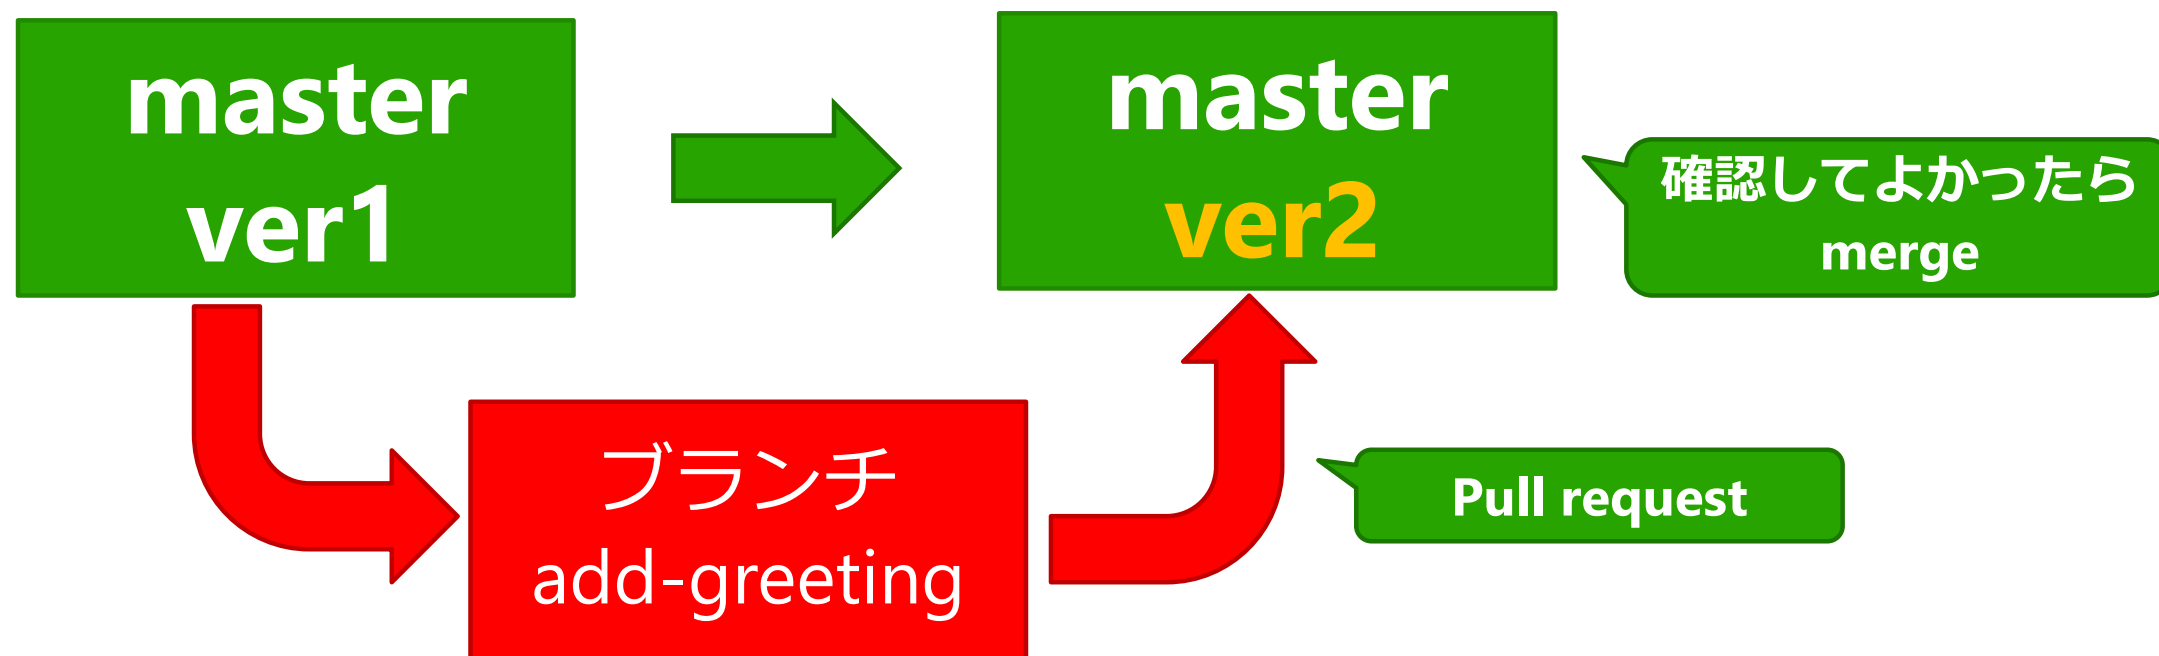 master
ver1
master
ver2
確認してよかったら
merge
ブランチ
add-greeting
Pull request